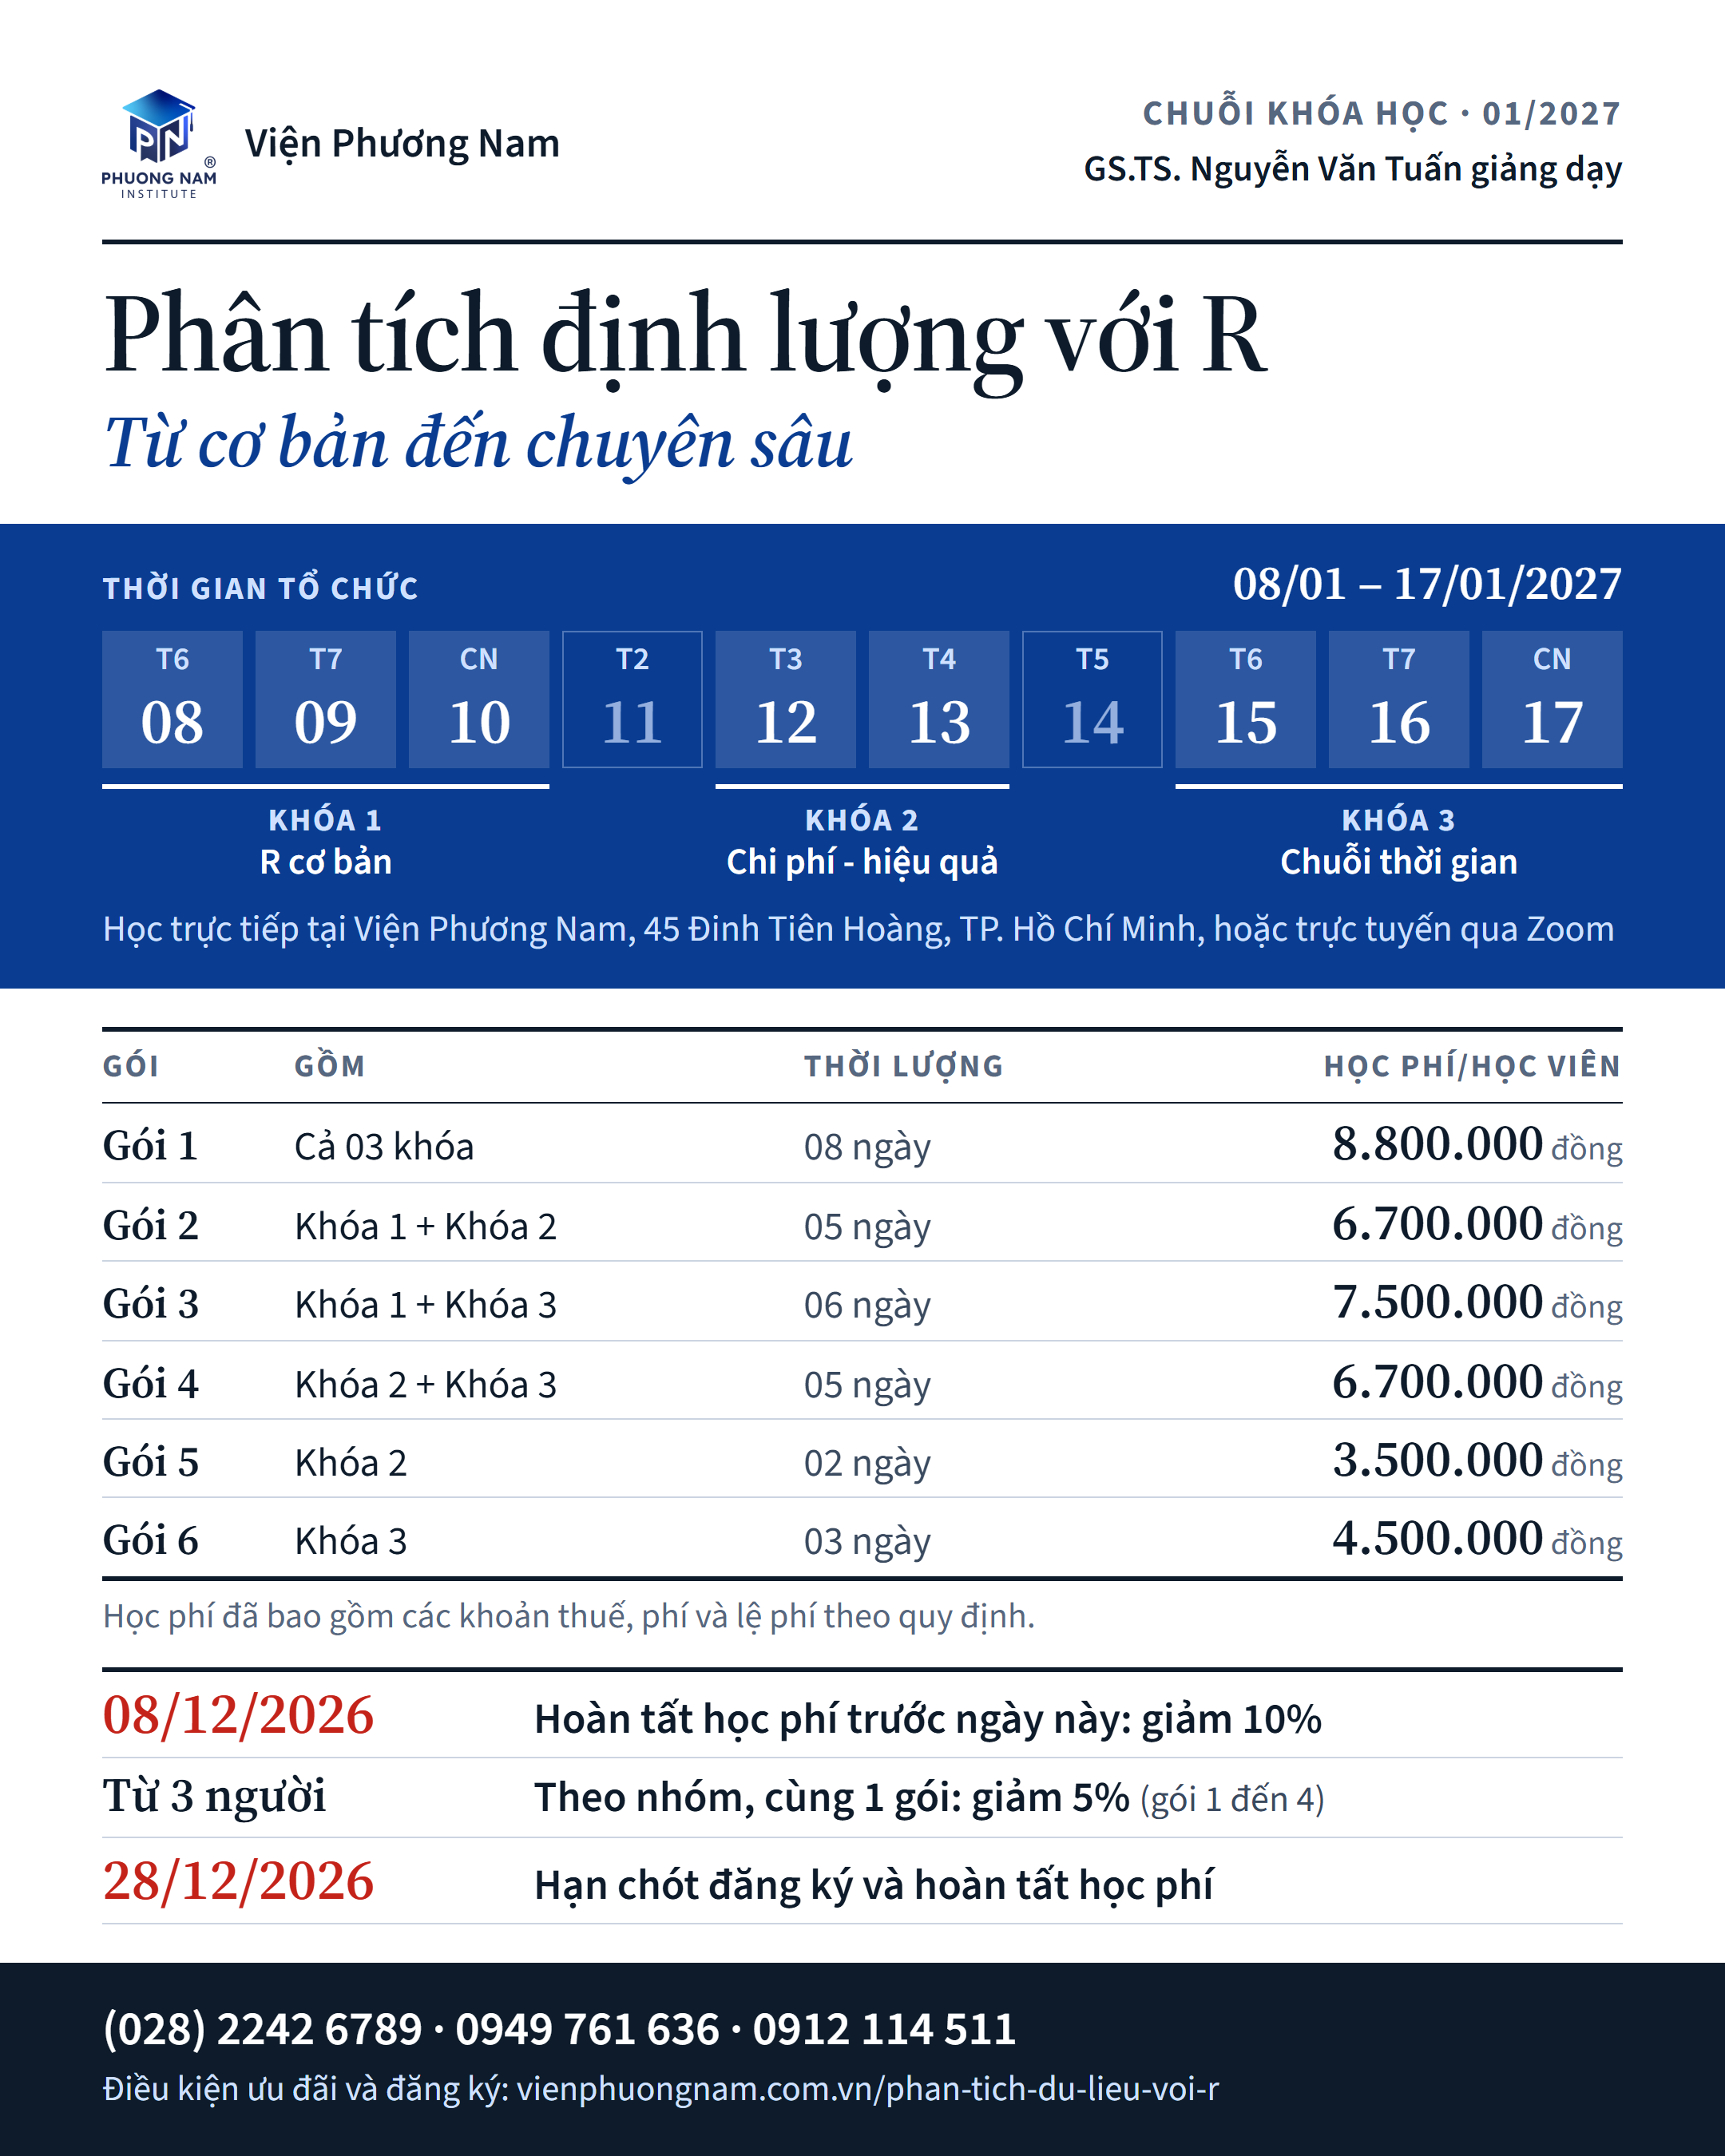 PN
®
PHUONG NAM
INSTITUTE
Viện Phương Nam
CHUỖI KHÓA HỌC · 01/2027
GS.TS. Nguyễn Văn Tuấn giảng dạy
Phân tích định lượng với R
Từ cơ bản đến chuyên sâu
THỜI GIAN TỔ CHỨC 08/01 – 17/01/2027
T6 T7 CN T2 T3 T4 T5 T6 T7 CN
08 09 10 11 12 13 14 15 16 17
KHÓA 1 KHÓA 2 KHÓA 3
R cơ bản Chi phí - hiệu quả Chuỗi thời gian
Học trực tiếp tại Viện Phương Nam, 45 Đinh Tiên Hoàng, TP. Hồ Chí Minh, hoặc trực tuyến qua Zoom
GÓI GỒM THỜI LƯỢNG HỌC PHÍ/HỌC VIÊN
Gói 1 Cả 03 khóa 08 ngày 8.800.000 đồng
Gói 2 Khóa 1 + Khóa 2 05 ngày 6.700.000 đồng
Gói 3 Khóa 1 + Khóa 3 06 ngày 7.500.000 đồng
Gói 4 Khóa 2 + Khóa 3 05 ngày 6.700.000 đồng
Gói 5 Khóa 2 02 ngày 3.500.000 đồng
Gói 6 Khóa 3 03 ngày 4.500.000 đồng
Học phí đã bao gồm các khoản thuế, phí và lệ phí theo quy định.
08/12/2026 Hoàn tất học phí trước ngày này: giảm 10%
Từ 3 người Theo nhóm, cùng 1 gói: giảm 5% (gói 1 đến 4)
28/12/2026 Hạn chót đăng ký và hoàn tất học phí
(028) 2242 6789 · 0949 761 636 · 0912 114 511
Điều kiện ưu đãi và đăng ký: vienphuongnam.com.vn/phan-tich-du-lieu-voi-r